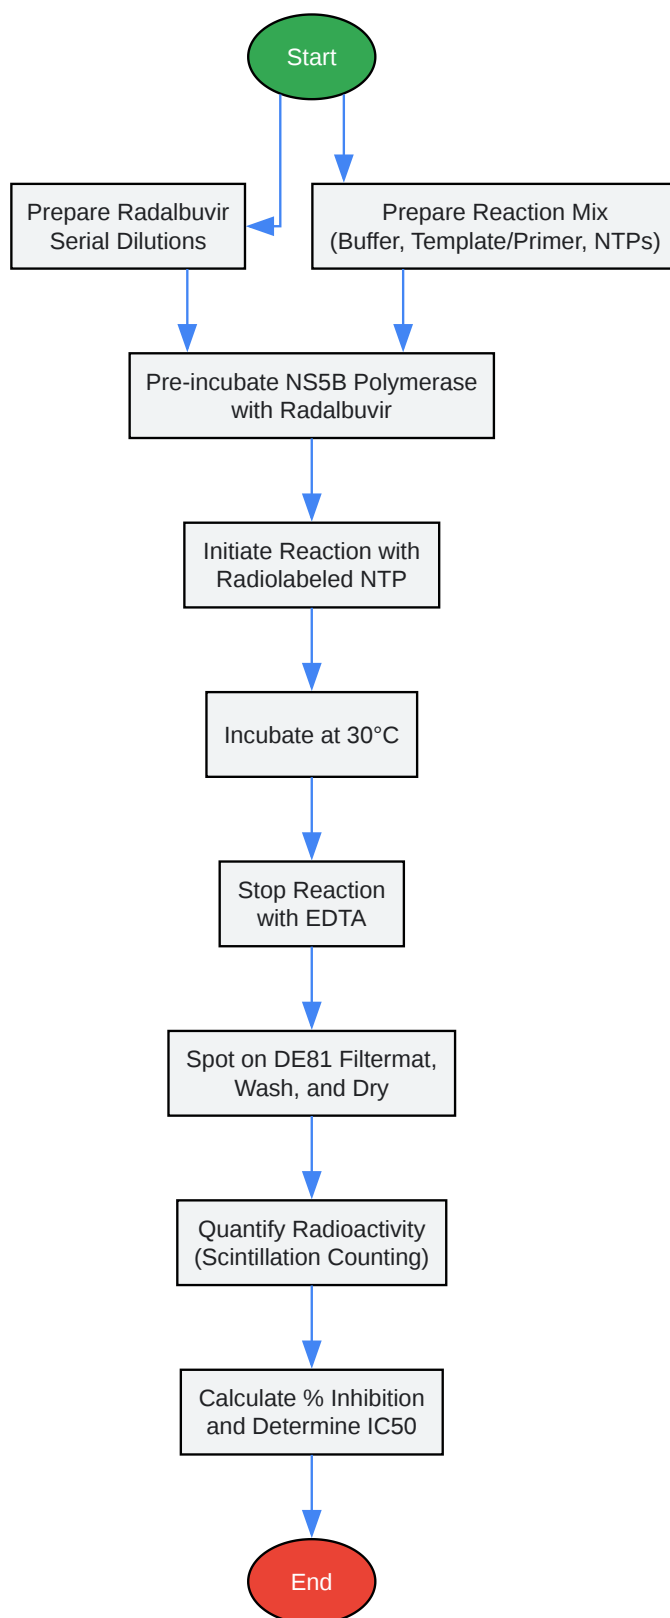 Start
Prepare Radalbuvir
Serial Dilutions
Prepare Reaction Mix
(Buffer, Template/Primer, NTPs)
Pre-incubate NS5B Polymerase
with Radalbuvir
Initiate Reaction with
Radiolabeled NTP
Incubate at 30°C
Stop Reaction
with EDTA
Spot on DE81 Filtermat,
Wash, and Dry
Quantify Radioactivity
(Scintillation Counting)
Calculate % Inhibition
and Determine IC50
End